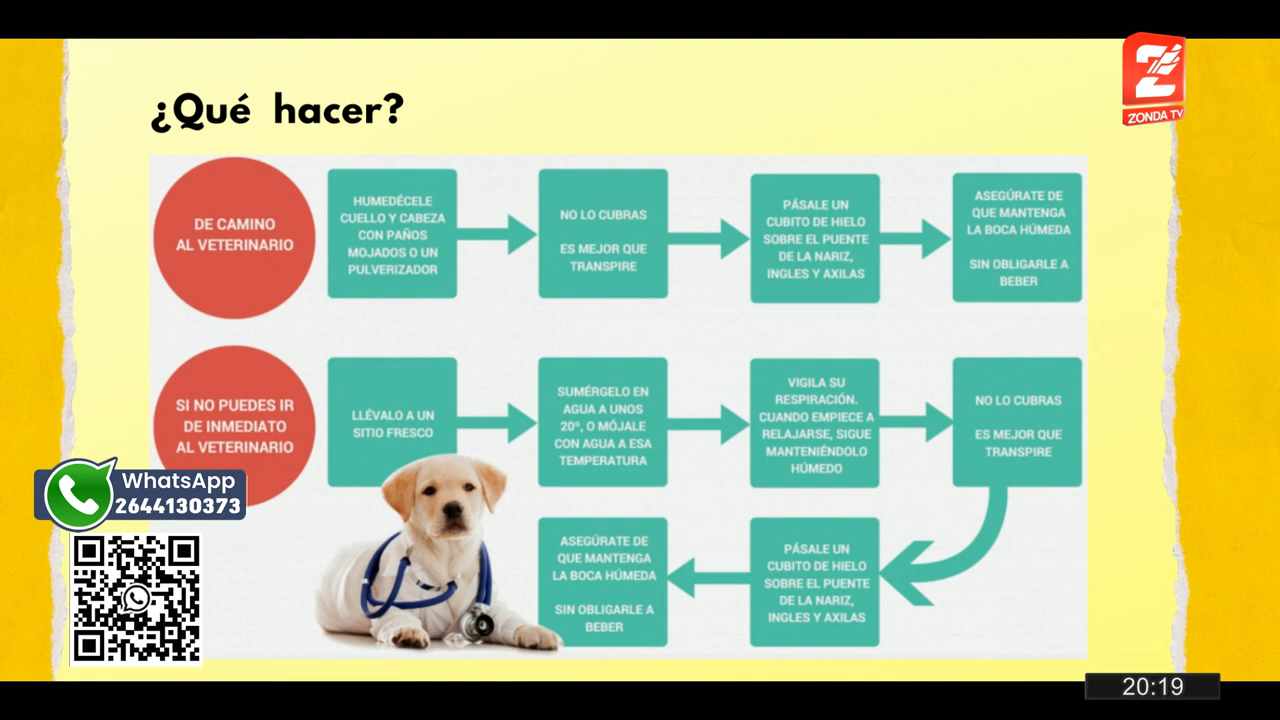 ¿Qué hacer?
ZONDA TV
DE CAMINO
AL VETERINARIO
HUMEDÉCELE
CUELLO Y CABEZA
CON PAÑOS
MOJADOS O UN
PULVERIZADOR
NO LO CUBRAS
ES MEJOR QUE
TRANSPIRE
PÁSALE UN
CUBITO DE HIELO
SOBRE EL PUENTE
DE LA NARIZ,
INGLES Y AXILAS
ASEGÚRATE DE
QUE MANTENGA
LA BOCA HÚMEDA
SIN OBLIGARLE A
BEBER
SI NO PUEDES IR
DE INMEDIATO
AL VETERINARIO
LLÉVALO A UN
SITIO FRESCO
SUMÉRGELO EN
AGUA A UNOS
20º, O MÓJALE
CON AGUA A ESA
TEMPERATURA
VIGILA SU
RESPIRACIÓN.
CUANDO EMPIECE A
RELAJARSE, SIGUE
MANTENIÉNDOLO
HÚMEDO
NO LO CUBRAS
ES MEJOR QUE
TRANSPIRE
PÁSALE UN
CUBITO DE HIELO
SOBRE EL PUENTE
DE LA NARIZ,
INGLES Y AXILAS
ASEGÚRATE DE
QUE MANTENGA
LA BOCA HÚMEDA
SIN OBLIGARLE A
BEBER
WhatsApp
2644130373
20:19